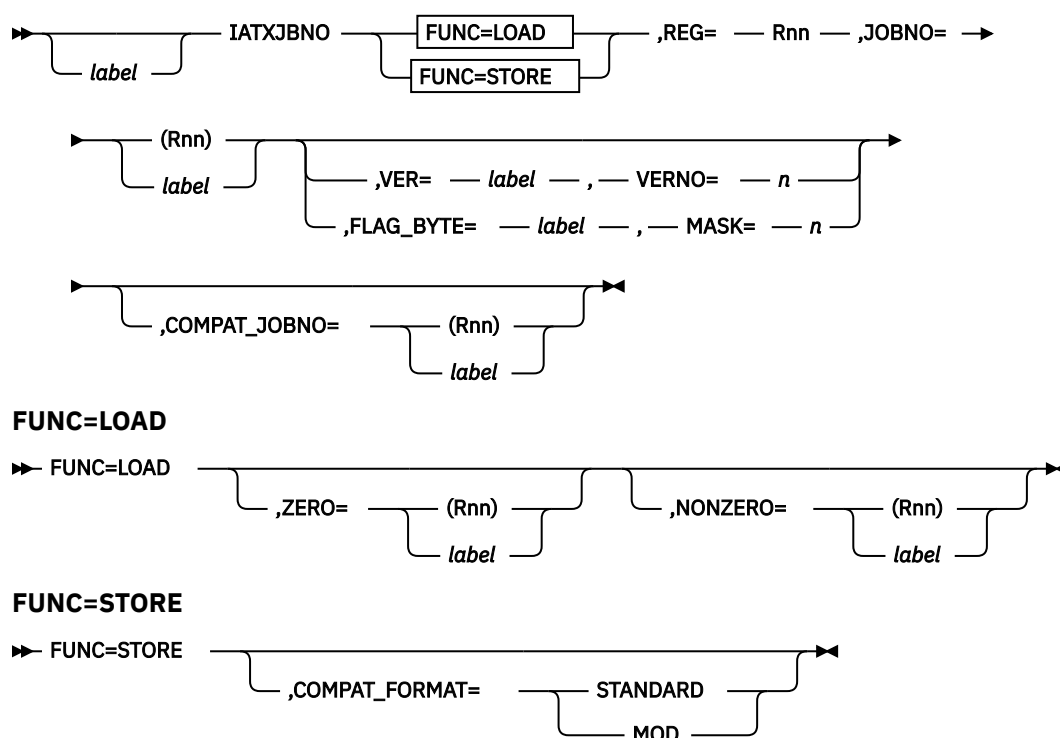 IATXJBNO FUNC=LOAD ,REG= Rnn ,JOBNO=
label FUNC=STORE
(Rnn)
label ,VER= label , VERNO= n
,FLAG_BYTE= label , MASK= n
,COMPAT_JOBNO= (Rnn)
label
FUNC=LOAD
FUNC=LOAD
,ZERO= (Rnn) ,NONZERO= (Rnn)
label label
FUNC=STORE
FUNC=STORE
,COMPAT_FORMAT= STANDARD
MOD